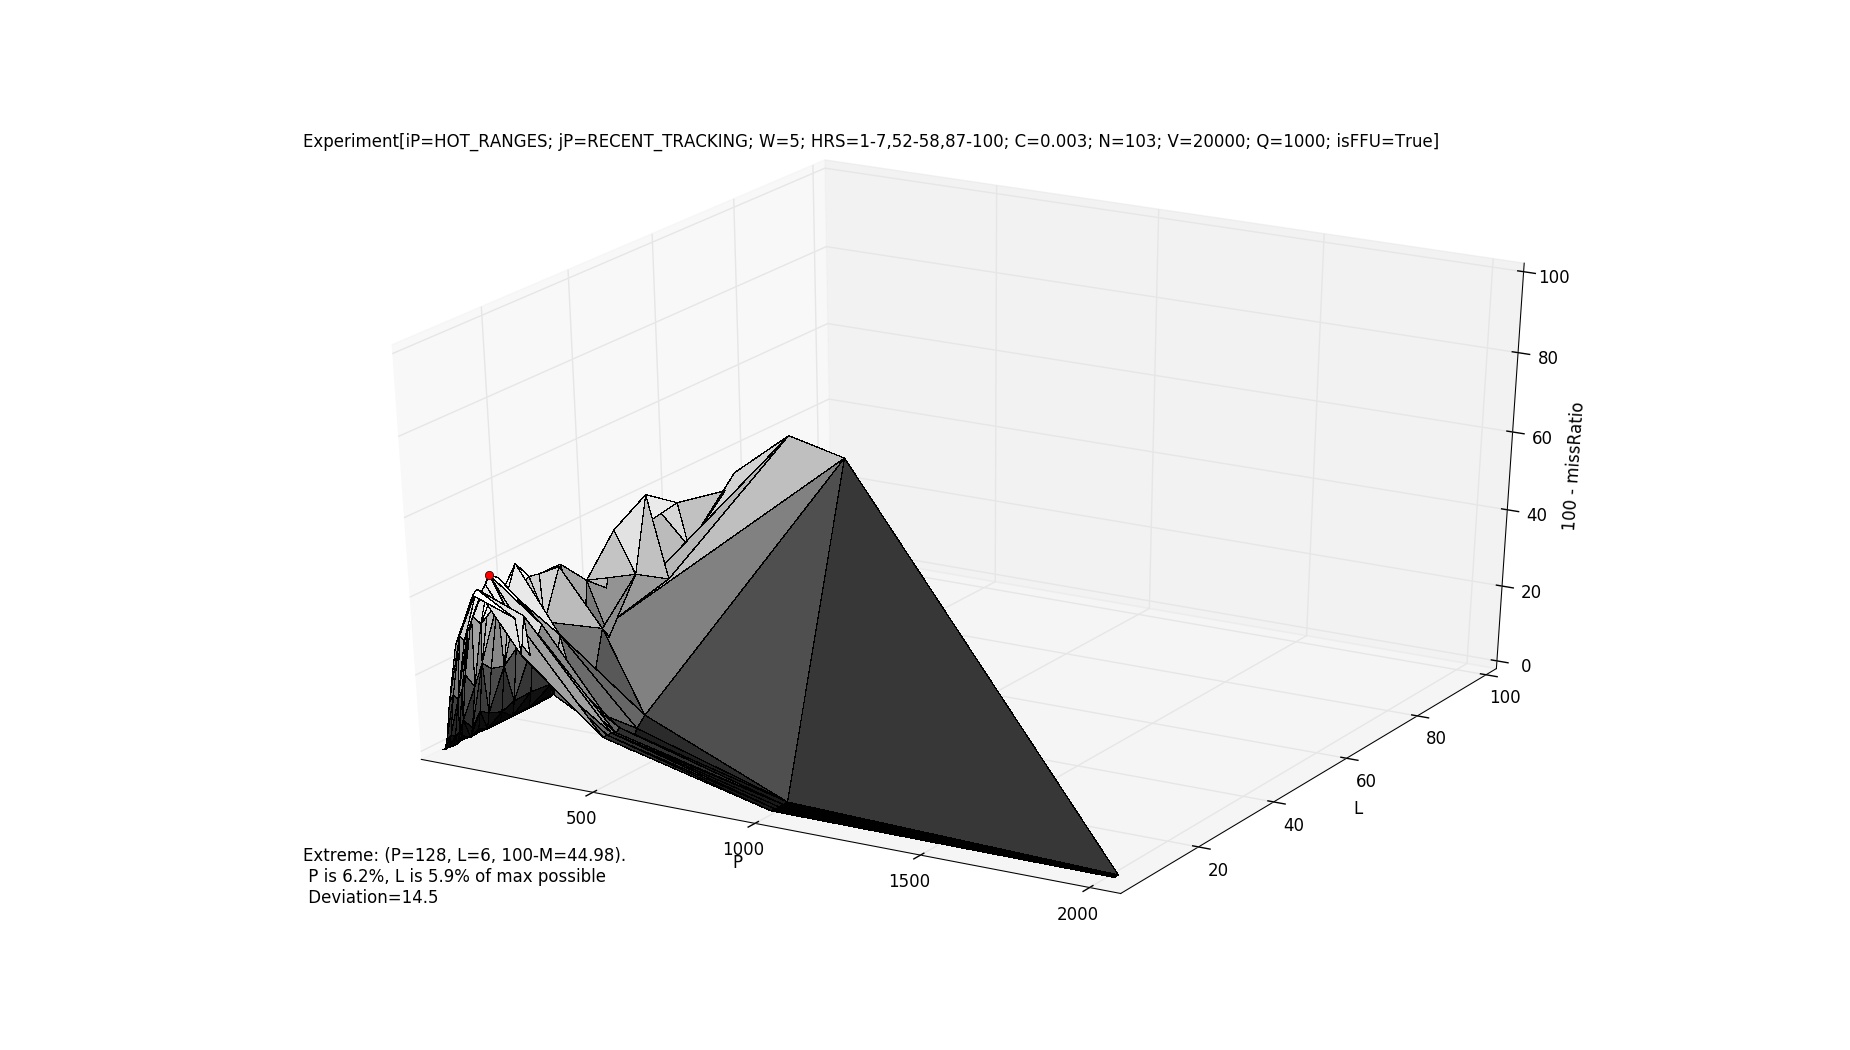 Experiment[iP=HOT_RANGES; jP=RECENT_TRACKING; W=5; HRS=1-7,52-58,87-100; C=0.003; N=103; V=20000; Q=1000; isFFU=True]
100
80
60
40
20
0
100 - missRatio
100
80
60
40
20
L
500
1000
1500
2000
P
Extreme: (P=128, L=6, 100-M=44.98).
P is 6.2%, L is 5.9% of max possible
Deviation=14.5